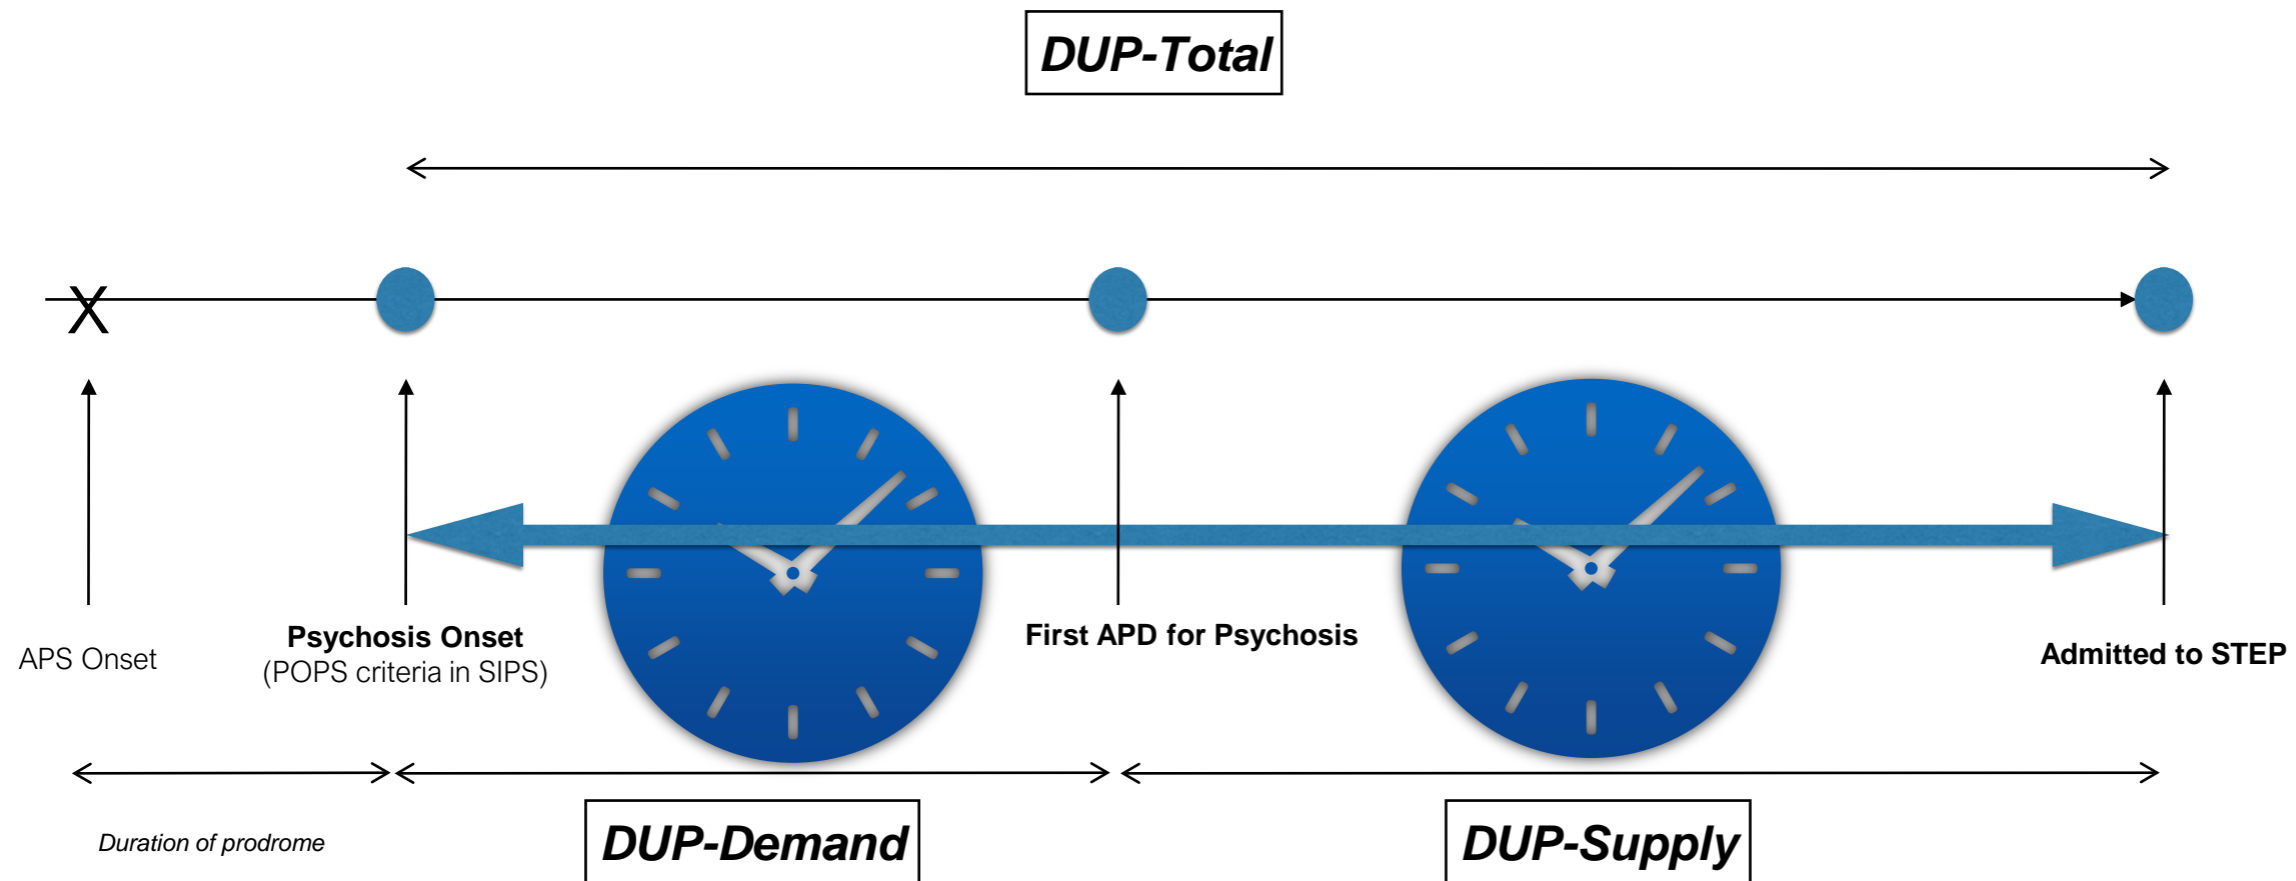 DUP-Total
X
APS Onset
Psychosis Onset
(POPS criteria in SIPS)
First APD for Psychosis
Admitted to STEP
Duration of prodrome
DUP-Demand
DUP-Supply